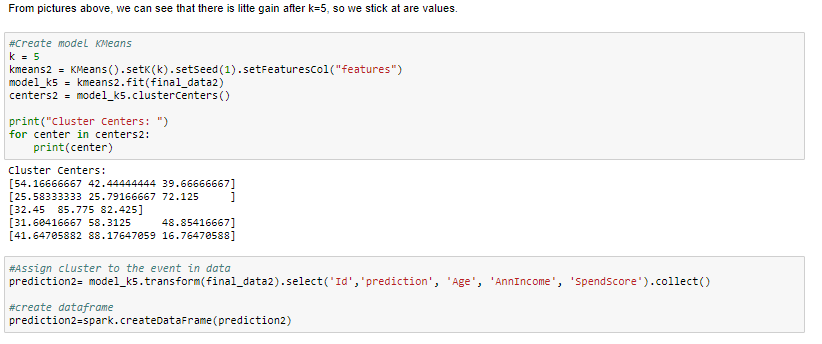 From pictures above, we can see that there is litte gain after k=5, so we stick at are values.
#Create model KMeans
k = 5
kmeans2 = KMeans().setK(k).setSeed(1).setFeaturesCol("features")
model_k5 = kmeans2.fit(final_data2)
centers2 = model_k5.clusterCenters()
print("Cluster Centers: ")
for center in centers2:
    print(center)
Cluster Centers:
[54.16666667 42.44444444 39.66666667]
[25.58333333 25.79166667 72.125     ]
[32.45  85.775 82.425]
[31.60416667 58.3125     48.85416667]
[41.64705882 88.17647059 16.76470588]
#Assign cluster to the event in data
prediction2= model_k5.transform(final_data2).select('Id','prediction', 'Age', 'AnnIncome', 'SpendScore').collect()
#create dataframe
prediction2=spark.createDataFrame(prediction2)